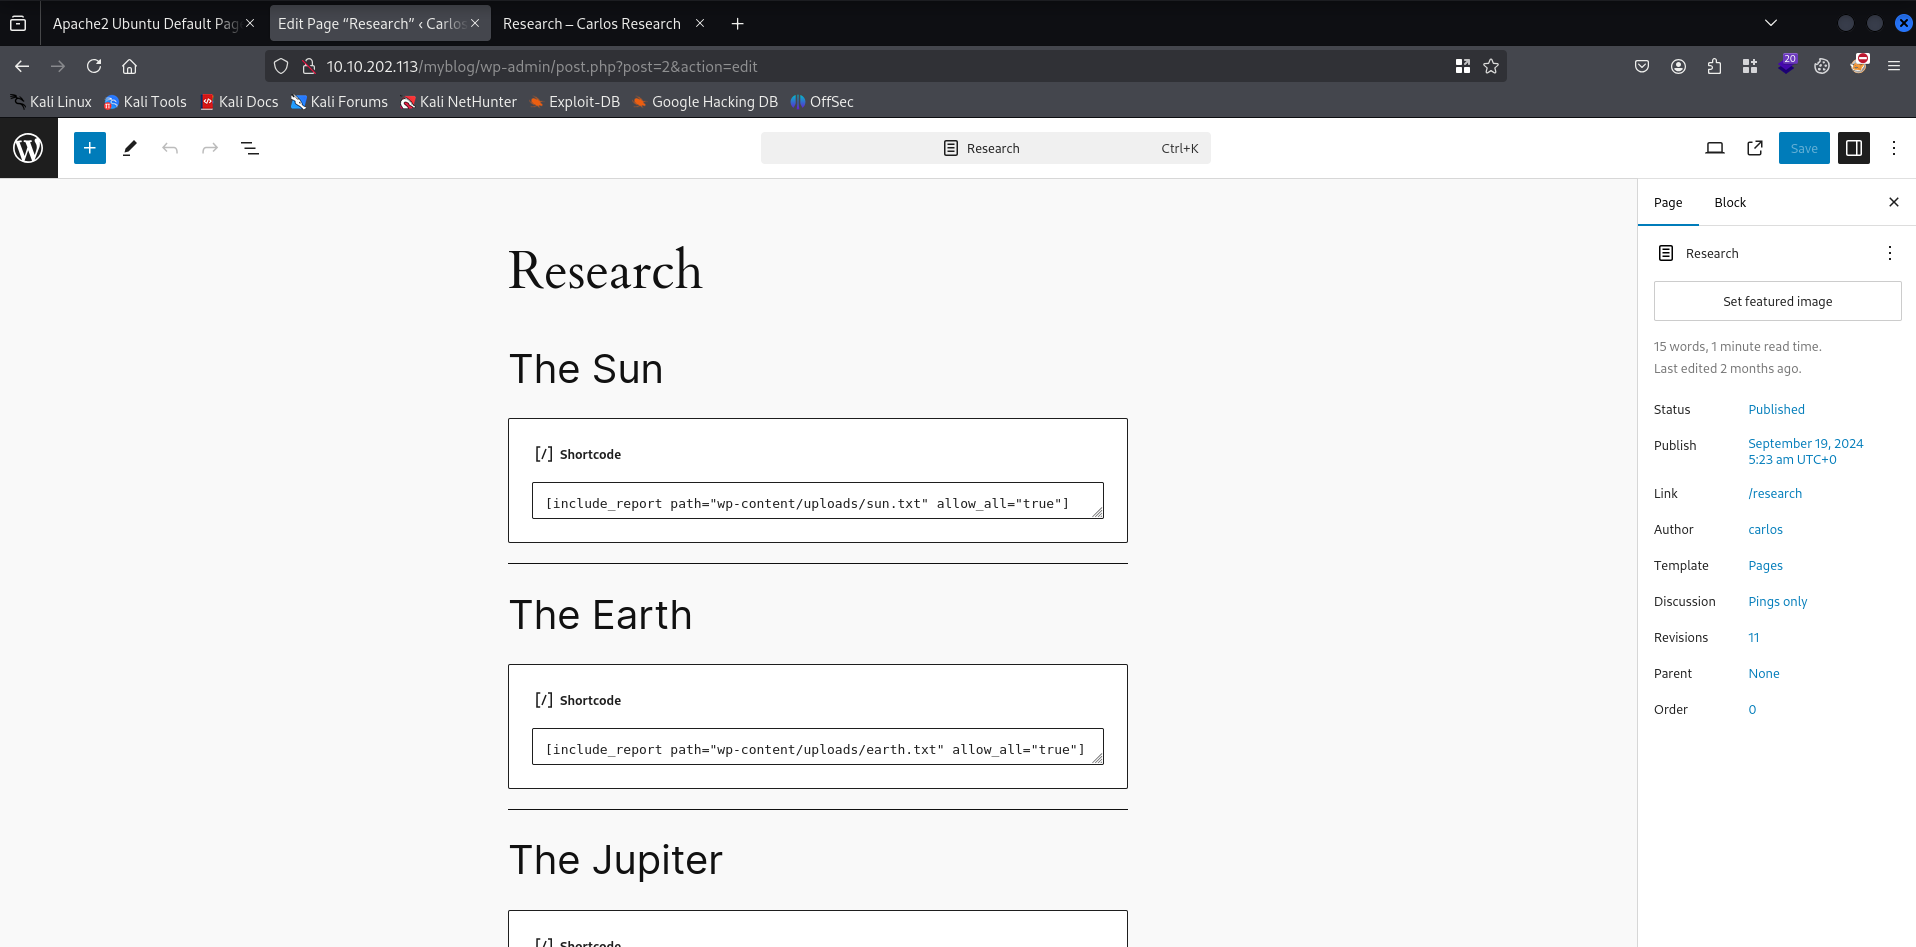 Apache2 Ubuntu Default Pag
Edit Page “Research” ‹ Carlos
Research – Carlos Research
10.10.202.113/myblog/wp-admin/post.php?post=2&action=edit
20
Kali Linux
Kali Tools
Kali Docs
Kali Forums
Kali NetHunter
Exploit-DB
Google Hacking DB
OffSec
Research
Ctrl+K
Save
Research
The Sun
[/] Shortcode
[include_report path="wp-content/uploads/sun.txt" allow_all="true"]
The Earth
[/] Shortcode
[include_report path="wp-content/uploads/earth.txt" allow_all="true"]
The Jupiter
[/] Shortcode
Page
Block
Research
Set featured image
15 words, 1 minute read time.
Last edited 2 months ago.
Status Published
Publish September 19, 2024
5:23 am UTC+0
Link /research
Author carlos
Template Pages
Discussion Pings only
Revisions 11
Parent None
Order 0